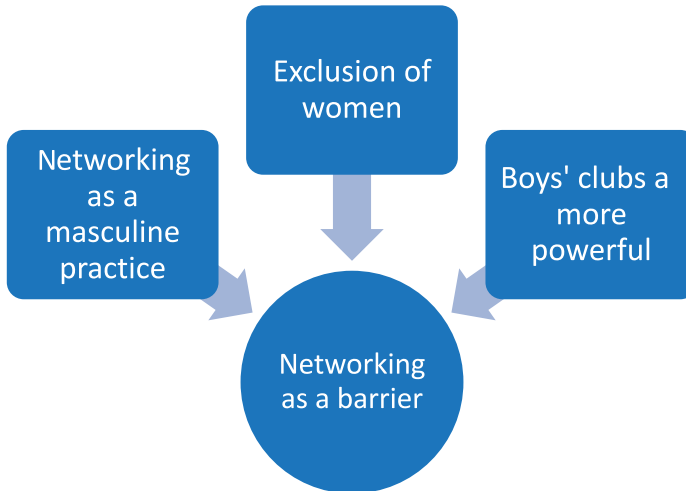 Exclusion of
women
Networking
as a
masculine
practice
Boys' clubs a
more
powerful
Networking
as a barrier